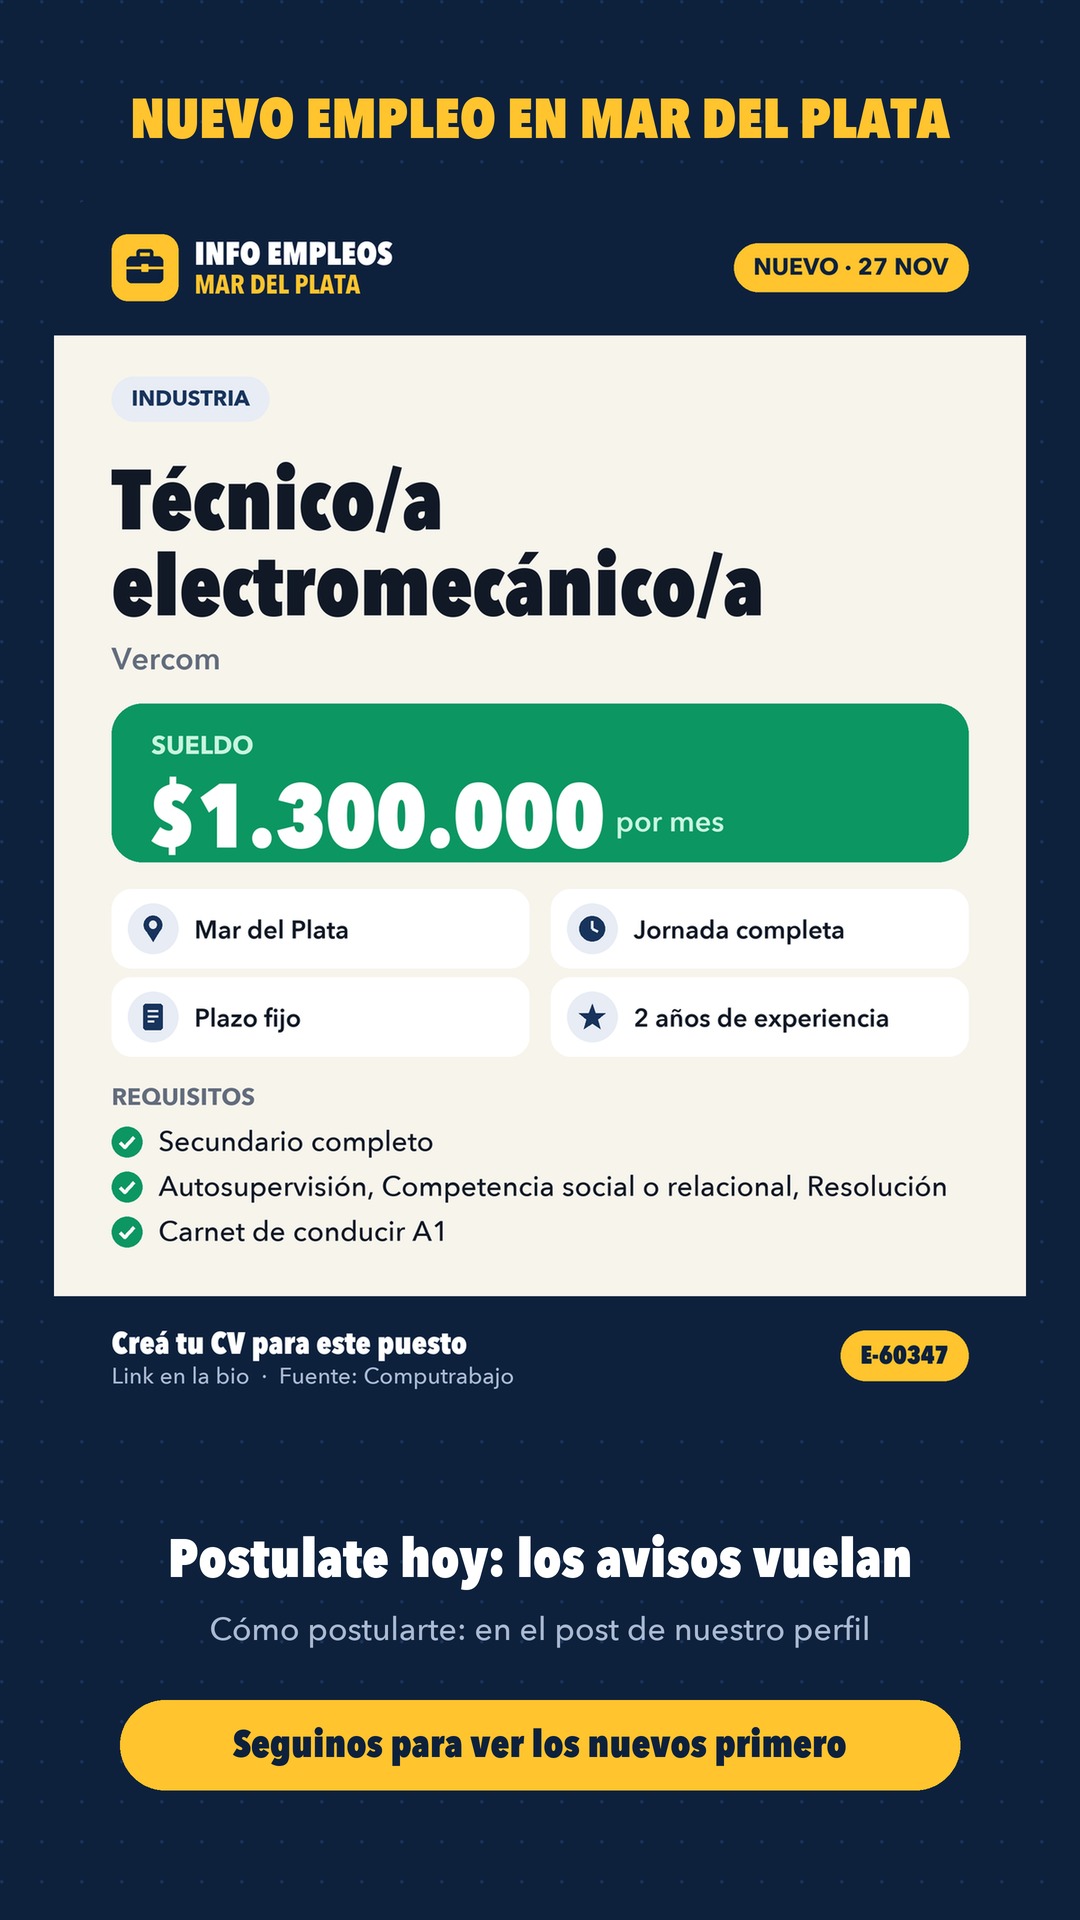 NUEVO EMPLEO EN MAR DEL PLATA
INFO EMPLEOS
MAR DEL PLATA
NUEVO · 27 NOV
INDUSTRIA
Técnico/a
electromecánico/a
Vercom
SUELDO
$1.300.000 por mes
Mar del Plata
Jornada completa
Plazo fijo
2 años de experiencia
REQUISITOS
Secundario completo
Autosupervisión, Competencia social o relacional, Resolución
Carnet de conducir A1
Creá tu CV para este puesto
Link en la bio · Fuente: Computrabajo
E-60347
Postulate hoy: los avisos vuelan
Cómo postularte: en el post de nuestro perfil
Seguinos para ver los nuevos primero